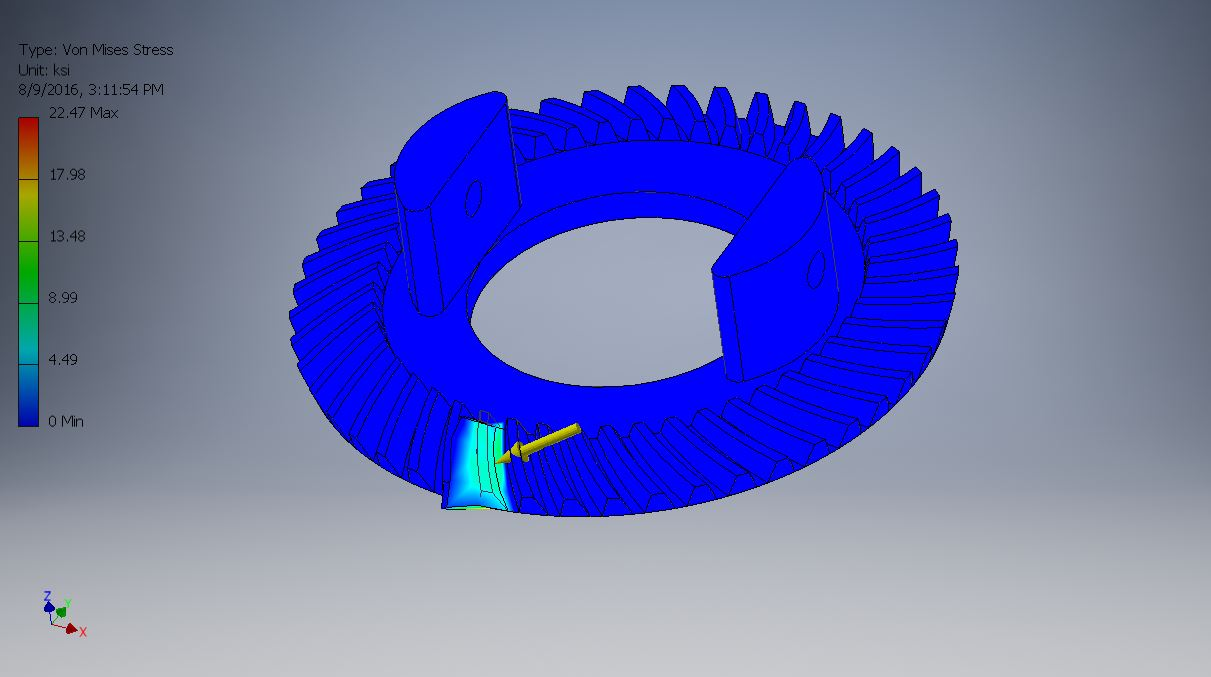 Type: Von Mises Stress
Unit: ksi
8/9/2016, 3:11:54 PM
22.47 Max
17.98
13.48
8.99
4.49
0 Min
Z
Y
X